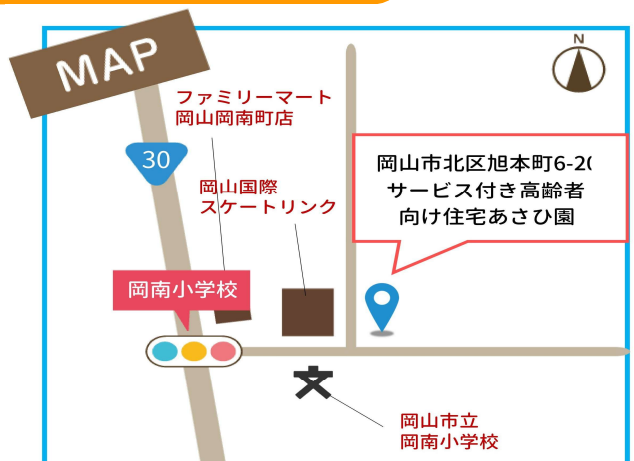 MAP
N
ファミリーマート
岡山岡南町店
30
岡山国際
スケートリンク
岡山市北区旭本町6-20
サービス付き高齢者
向け住宅あさひ園
岡南小学校
岡山市立
岡南小学校